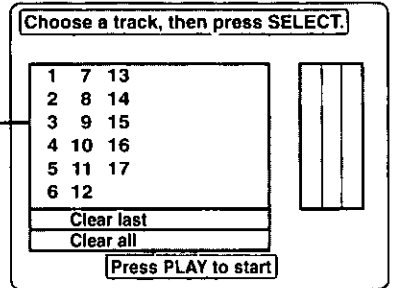 Choose a track, then press SELECT.
1 7 13
2 8 14
3 9 15
4 10 16
5 11 17
6 12
Clear last
Clear all
Press PLAY to start